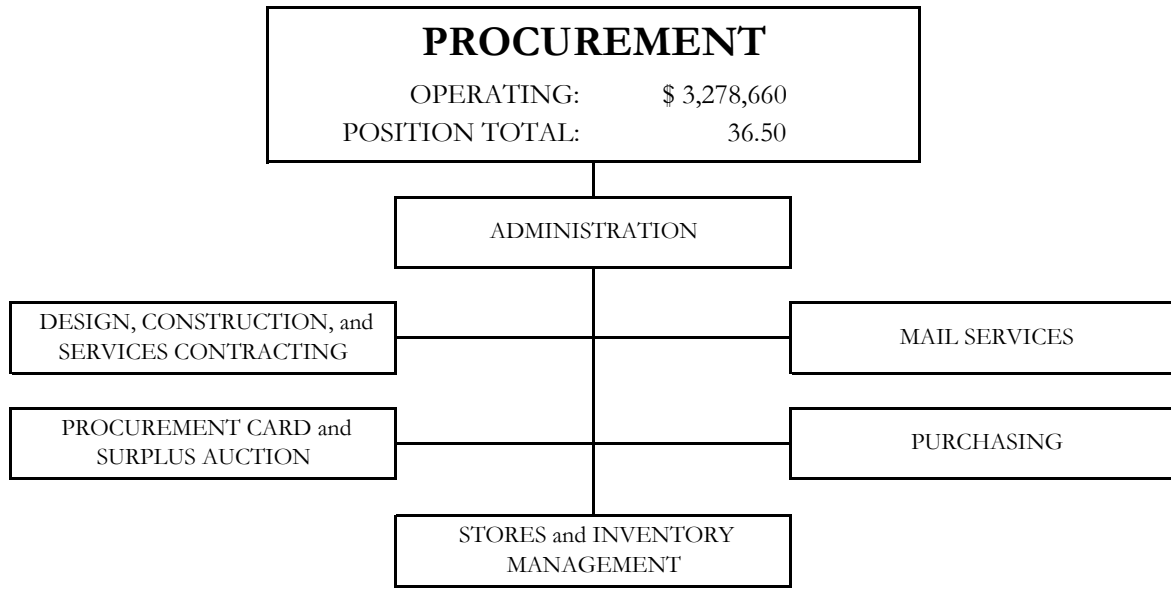 PROCUREMENT
OPERATING: $ 3,278,660
POSITION TOTAL: 36.50
ADMINISTRATION
DESIGN, CONSTRUCTION, and
SERVICES CONTRACTING
MAIL SERVICES
PROCUREMENT CARD and
SURPLUS AUCTION
PURCHASING
STORES and INVENTORY
MANAGEMENT